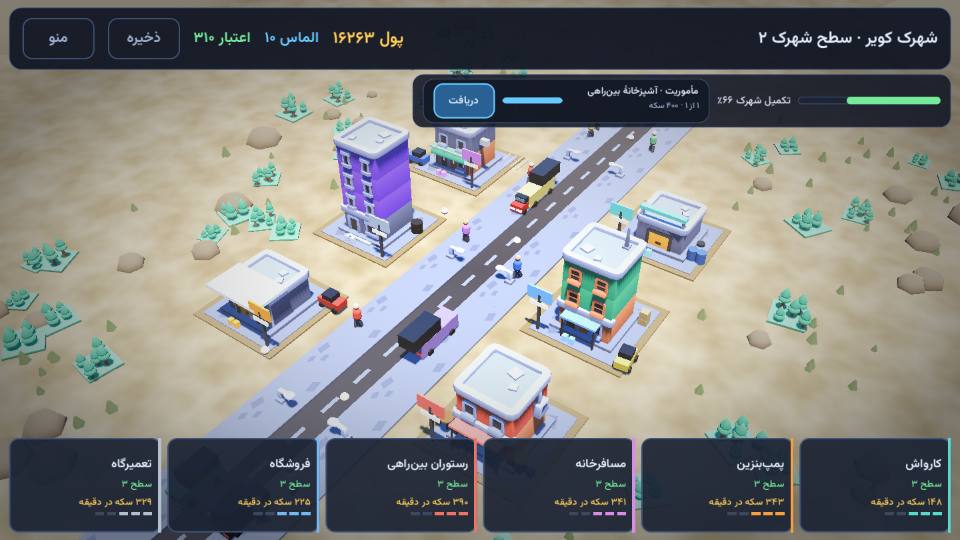 شهرک کویر · سطح شهرک ۲
پول ۱۶۲۶۳
الماس ۱۰
اعتبار ۳۱۰
ذخیره
منو
تکمیل شهرک ۶۶٪
مأموریت · آشپزخانهٔ بین‌راهی
۱ از ۱ · ۴۰۰ سکه
دریافت
کارواش
سطح ۳
۱۴۸ سکه در دقیقه
پمپ‌بنزین
سطح ۳
۳۴۳ سکه در دقیقه
مسافرخانه
سطح ۳
۳۴۱ سکه در دقیقه
رستوران بین‌راهی
سطح ۳
۳۹۰ سکه در دقیقه
فروشگاه
سطح ۳
۲۲۵ سکه در دقیقه
تعمیرگاه
سطح ۳
۳۲۹ سکه در دقیقه